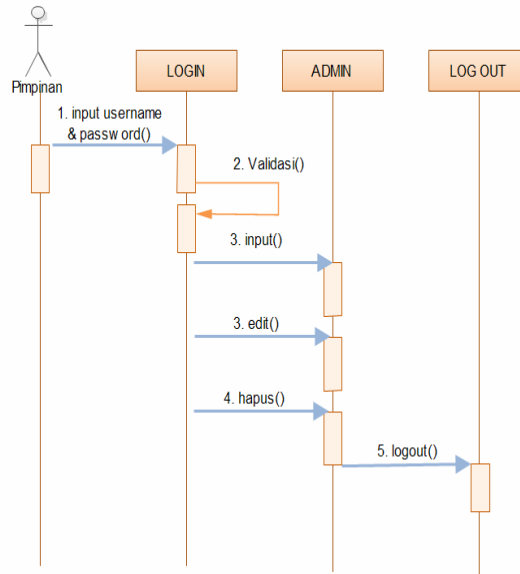 Pimpinan
LOGIN
ADMIN
LOG OUT
1. input username
& passw ord()
2. Validasi()
3. input()
3. edit()
4. hapus()
5. logout()